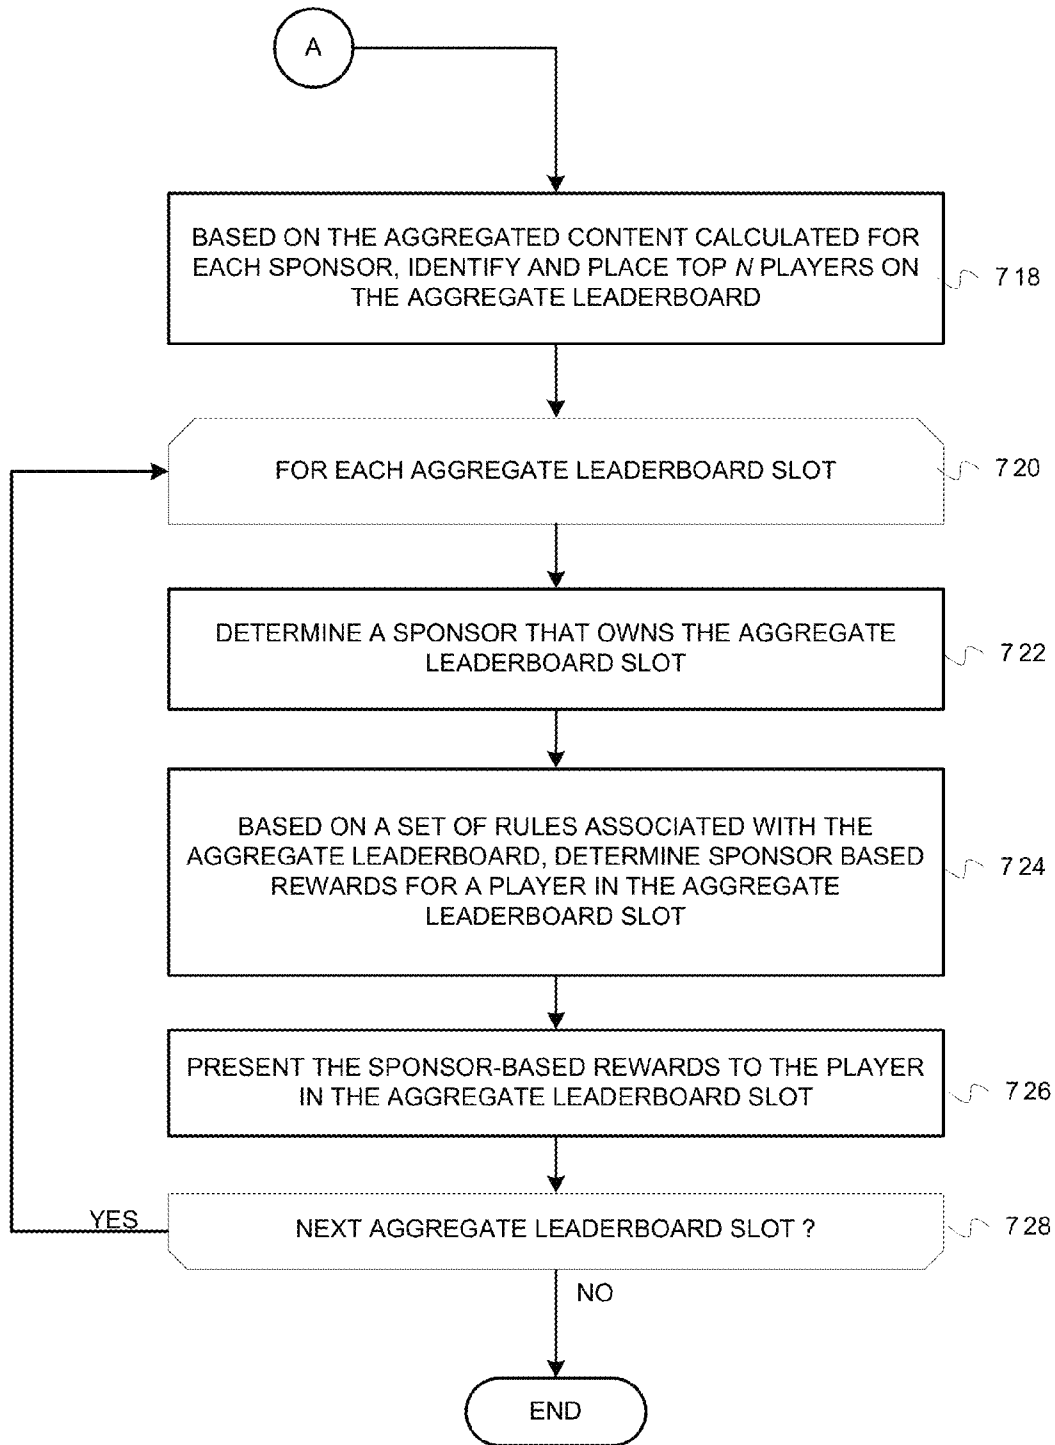 A
BASED ON THE AGGREGATED CONTENT CALCULATED FOR
EACH SPONSOR, IDENTIFY AND PLACE TOP N PLAYERS ON
THE AGGREGATE LEADERBOARD
718
FOR EACH AGGREGATE LEADERBOARD SLOT
720
DETERMINE A SPONSOR THAT OWNS THE AGGREGATE
LEADERBOARD SLOT
722
BASED ON A SET OF RULES ASSOCIATED WITH THE
AGGREGATE LEADERBOARD, DETERMINE SPONSOR BASED
REWARDS FOR A PLAYER IN THE AGGREGATE
LEADERBOARD SLOT
724
PRESENT THE SPONSOR-BASED REWARDS TO THE PLAYER
IN THE AGGREGATE LEADERBOARD SLOT
726
YES
NEXT AGGREGATE LEADERBOARD SLOT ?
728
NO
END